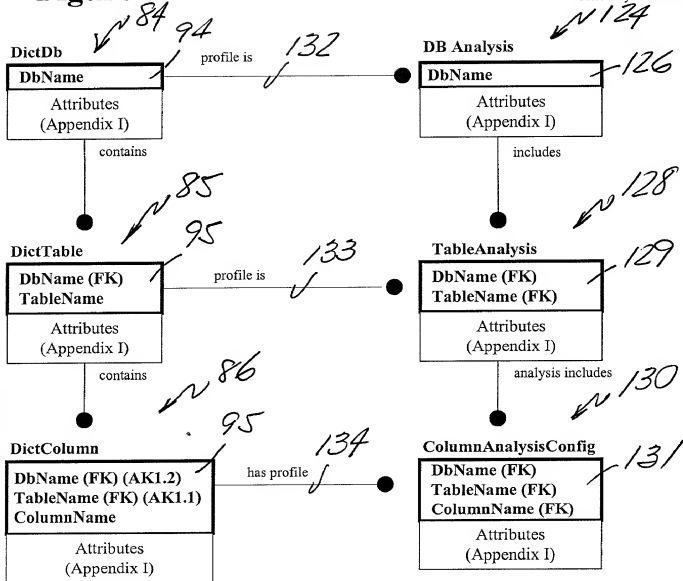 84
124
DictDb
94
132
DB Analysis
DbName
profile is
DbName
126
Attributes
(Appendix I)
Attributes
(Appendix I)
contains
includes
85
128
DictTable
95
133
TableAnalysis
129
DbName (FK)
TableName
profile is
DbName (FK)
TableName (FK)
Attributes
(Appendix I)
Attributes
(Appendix I)
contains
analysis includes
86
130
DictColumn
95
134
ColumnAnalysisConfig
131
DbName (FK) (AK1.2)
TableName (FK) (AK1.1)
ColumnName
has profile
DbName (FK)
TableName (FK)
ColumnName (FK)
Attributes
(Appendix I)
Attributes
(Appendix I)